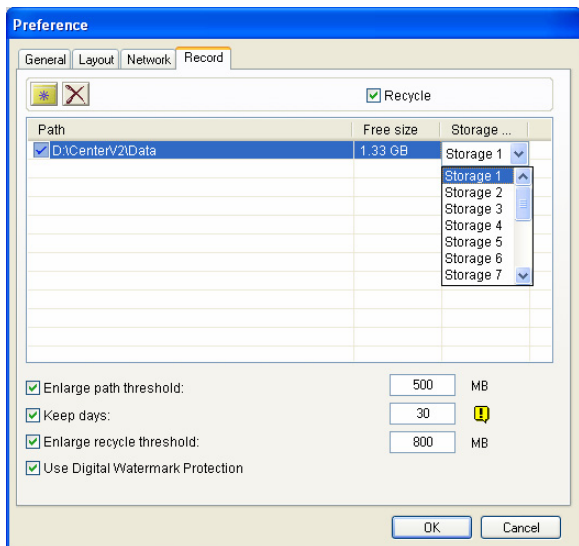 Preference
General Layout Network Record
Recycle
Path Free size Storage ...
D:\CenterV2\Data 1.33 GB Storage 1
Storage 1
Storage 2
Storage 3
Storage 4
Storage 5
Storage 6
Storage 7
Enlarge path threshold: 500 MB
Keep days: 30
Enlarge recycle threshold: 800 MB
Use Digital Watermark Protection
OK Cancel